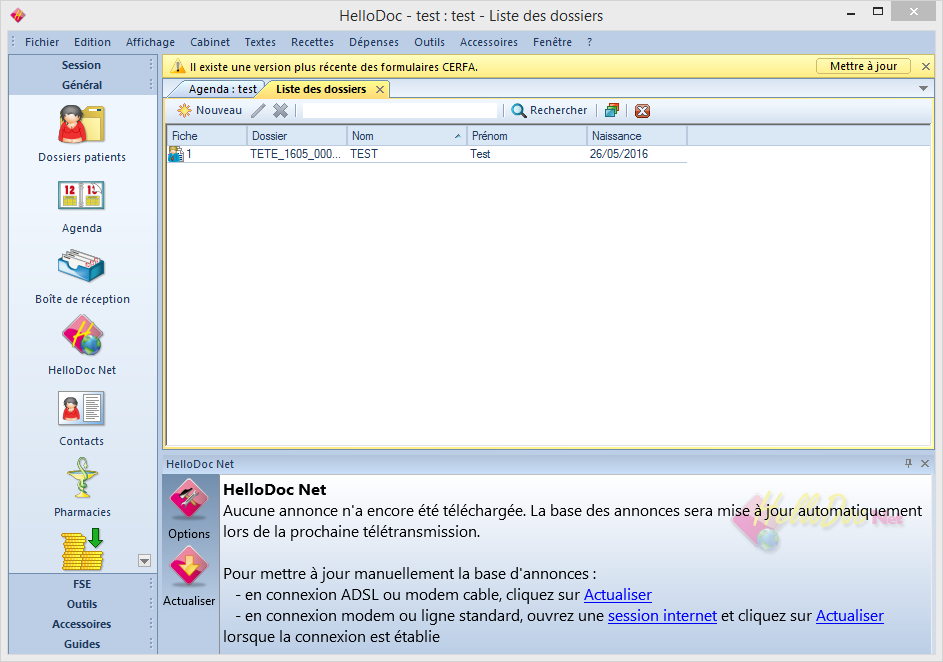 HelloDoc - test : test - Liste des dossiers
Fichier Edition Affichage Cabinet Textes Recettes Dépenses Outils Accessoires Fenêtre ?
Session
Général
Dossiers patients
12
Agenda
Boîte de réception
HelloDoc Net
Contacts
Pharmacies
FSE
Outils
Accessoires
Guides
Il existe une version plus récente des formulaires CERFA. Mettre à jour
Agenda : test Liste des dossiers
Nouveau Rechercher
Fiche Dossier Nom Prénom Naissance
1 TETE_1605_000... TEST Test 26/05/2016
HelloDoc Net
Options
Actualiser
HelloDoc Net
HelloDoc Net
Aucune annonce n'a encore été téléchargée. La base des annonces sera mise à jour automatiquement
lors de la prochaine télétransmission.
Pour mettre à jour manuellement la base d'annonces :
- en connexion ADSL ou modem cable, cliquez sur Actualiser
- en connexion modem ou ligne standard, ouvrez une session internet et cliquez sur Actualiser
lorsque la connexion est établie